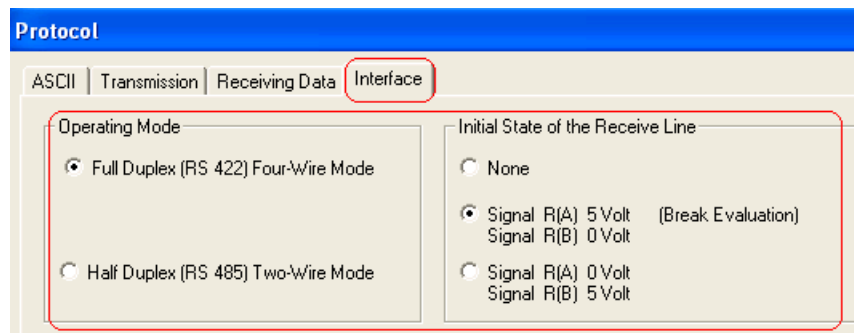 Protocol
ASCII Transmission Receiving Data Interface
Operating Mode
Full Duplex (RS 422) Four-Wire Mode
Half Duplex (RS 485) Two-Wire Mode
Initial State of the Receive Line
None
Signal R(A) 5 Volt (Break Evaluation)
Signal R(B) 0 Volt
Signal R(A) 0 Volt
Signal R(B) 5 Volt